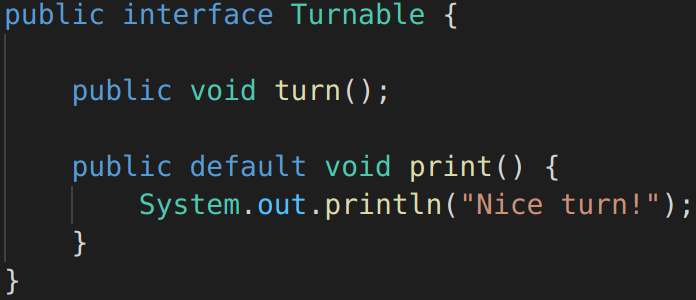 public interface Turnable {
public void turn();
public default void print() {
System.out.println("Nice turn!");
}
}